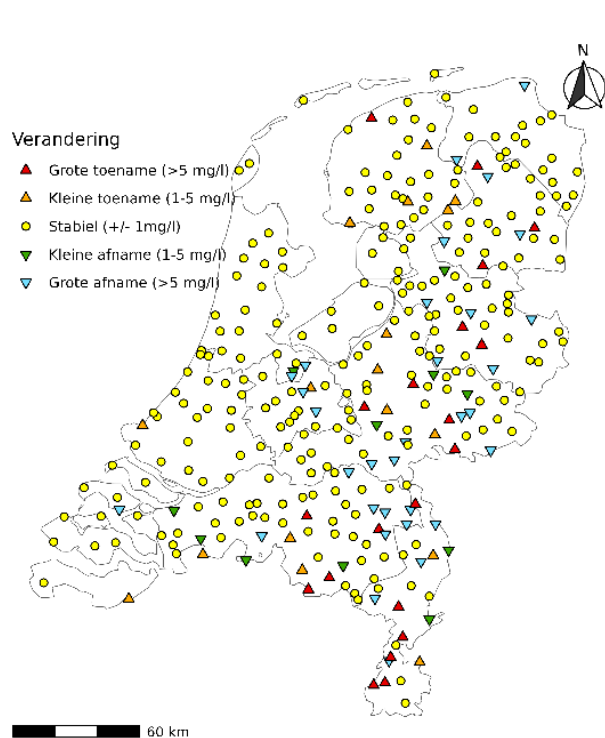 N
Verandering
Grote toename (>5 mg/l)
Kleine toename (1-5 mg/l)
Stabiel (+/- 1mg/l)
Kleine afname (1-5 mg/l)
Grote afname (>5 mg/l)
60 km